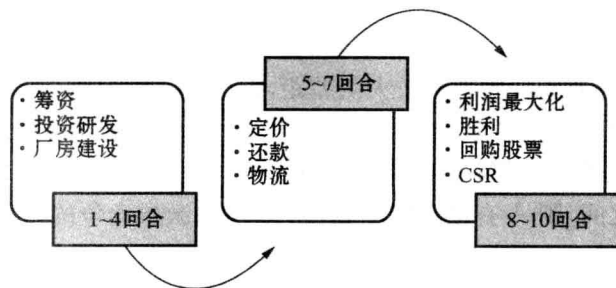 · 筹资
· 投资研发
· 厂房建设
1~4回合
5~7回合
· 定价
· 还款
· 物流
· 利润最大化
· 胜利
· 回购股票
· CSR
8~10回合